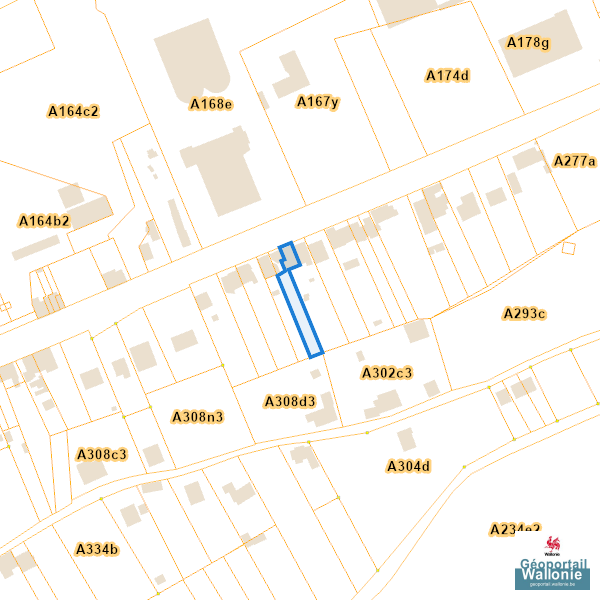 A178g
A174d
A167y
A168e
A164c2
A277a
A164b2
A293c
A302c3
A308d3
A308n3
A308c3
A304d
A234e2
A334b
Wallonie
Géoportail
Wallonie
geoportail.wallonie.be